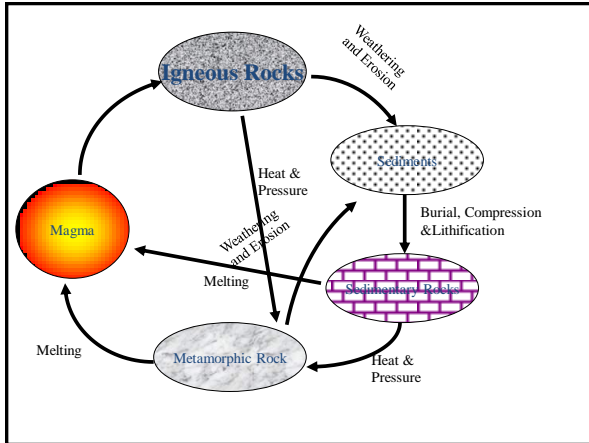 Igneous Rocks
Weathering
and Erosion
Sediments
Heat &
Pressure
Burial, Compression
&Lithification
Magma
Weathering
and Erosion
Melting
Sedimentary Rocks
Melting
Metamorphic Rock
Heat
& Pressure